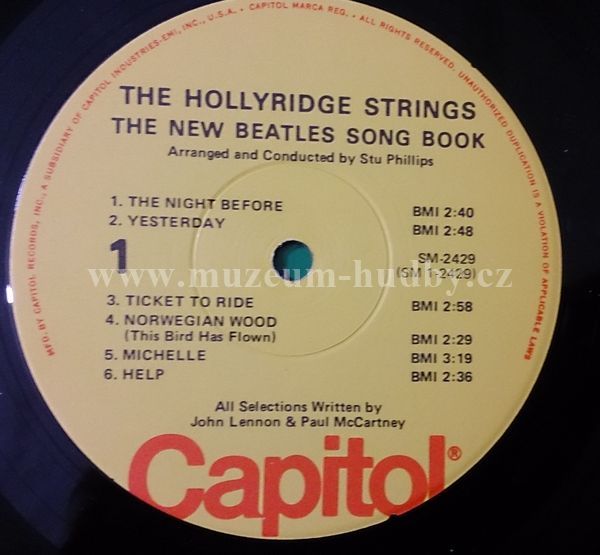 MFD. BY CAPITOL RECORDS, INC., A SUBSIDIARY OF CAPITOL INDUSTRIES-EMI, INC., U.S.A. • CAPITOL MARCA REG. • ALL RIGHTS RESERVED. UNAUTHORIZED DUPLICATION IS A VIOLATION OF APPLICABLE LAWS
THE HOLLYRIDGE STRINGS
THE NEW BEATLES SONG BOOK
Arranged and Conducted by Stu Phillips
1. THE NIGHT BEFORE BMI 2:40
2. YESTERDAY BMI 2:48
1 SM-2429
(SM 1-2429)
www.muzeum-hudby.cz
3. TICKET TO RIDE BMI 2:58
4. NORWEGIAN WOOD
(This Bird Has Flown) BMI 2:29
5. MICHELLE BMI 3:19
6. HELP BMI 2:36
All Selections Written by
John Lennon & Paul McCartney
Capitol®